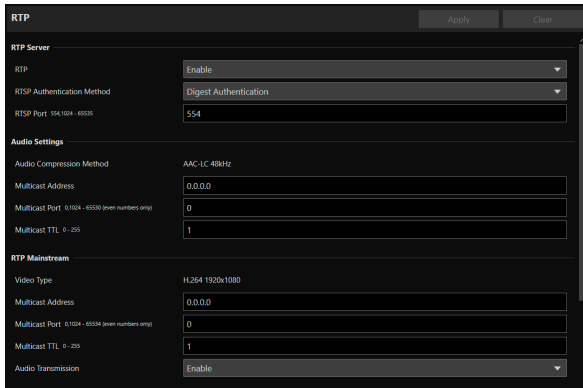 RTP Apply Clear
RTP Server
RTP Enable
RTSP Authentication Method Digest Authentication
RTSP Port 554,1024 - 65535 554
Audio Settings
Audio Compression Method AAC-LC 48kHz
Multicast Address 0.0.0.0
Multicast Port 0,1024 - 65530 (even numbers only) 0
Multicast TTL 0 - 255 1
RTP Mainstream
Video Type H.264 1920x1080
Multicast Address 0.0.0.0
Multicast Port 0,1024 - 65534 (even numbers only) 0
Multicast TTL 0 - 255 1
Audio Transmission Enable